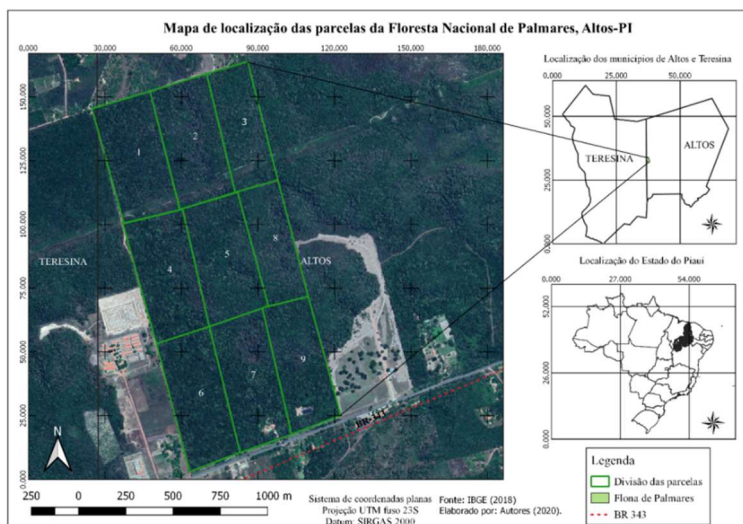 Mapa de localização das parcelas da Floresta Nacional de Palmares, Altos-PI
0,000 30,000 60,000 90,000 120,000 150,000 180,000
150,000
125,000
100,000
75,000
50,000
25,000
0,000
1
2
3
4
5
8
6
7
9
TERESINA
ALTOS
BR-343
N
250 0 250 500 750 1000 m
Sistema de coordenadas planas
Projeção UTM fuso 23S
Datum: SIRGAS 2000
Fonte: IBGE (2018)
Elaborado por: Autores (2020).
Localização dos municípios de Altos e Teresina
0,000 25,000 50,000
50,000
25,000
0,000
TERESINA
ALTOS
Localização do Estado do Piauí
0,000 27,000 54,000
52,000
26,000
0,000
Legenda
Divisão das parcelas
Flona de Palmares
BR 343